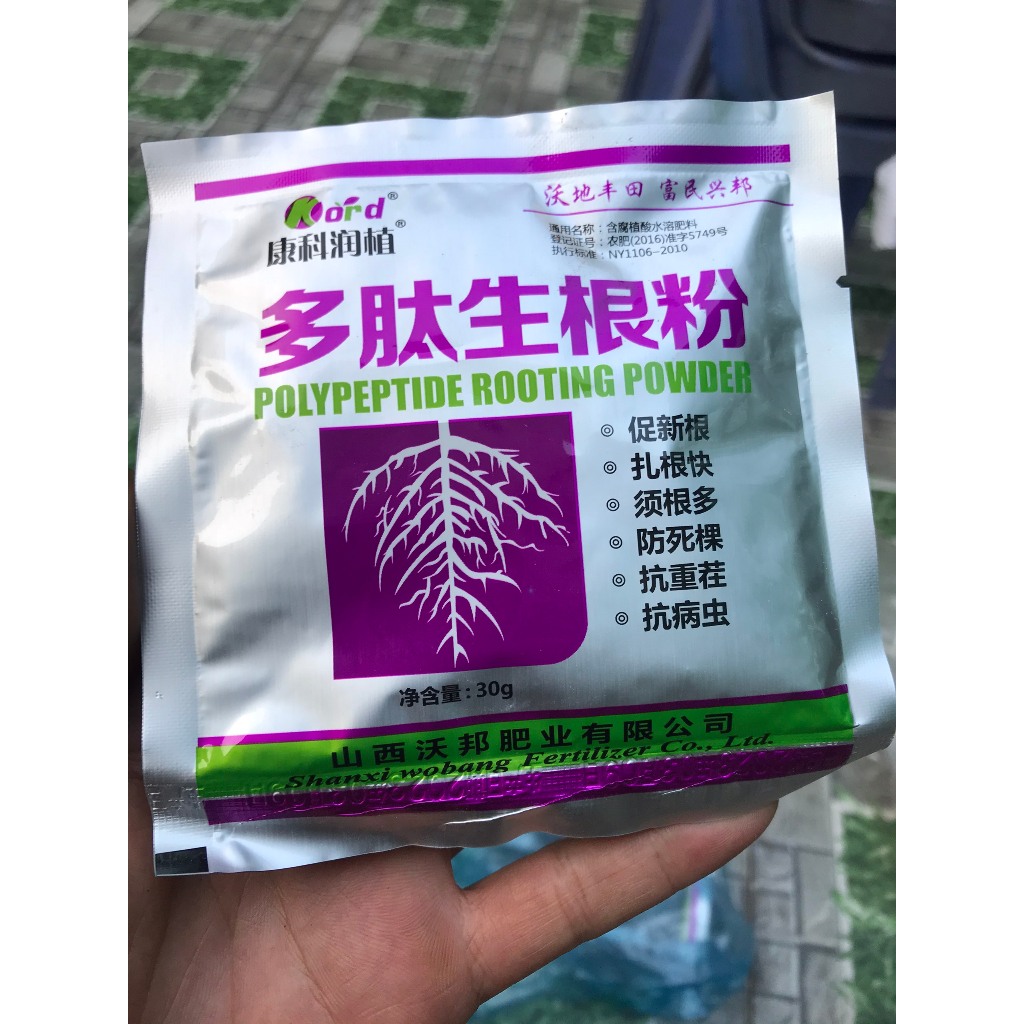 Kord®
康科润植®
沃地丰田 富民兴邦
通用名称：含腐植酸水溶肥料
登记证号：农肥(2016)准字5749号
执行标准：NY1106-2010
多肽生根粉
POLYPEPTIDE ROOTING POWDER
◎ 促新根
◎ 扎根快
◎ 须根多
◎ 防死棵
◎ 抗重茬
◎ 抗病虫
净含量：30g
山西沃邦肥业有限公司
Shanxi wobang Fertilizer Co., Ltd.